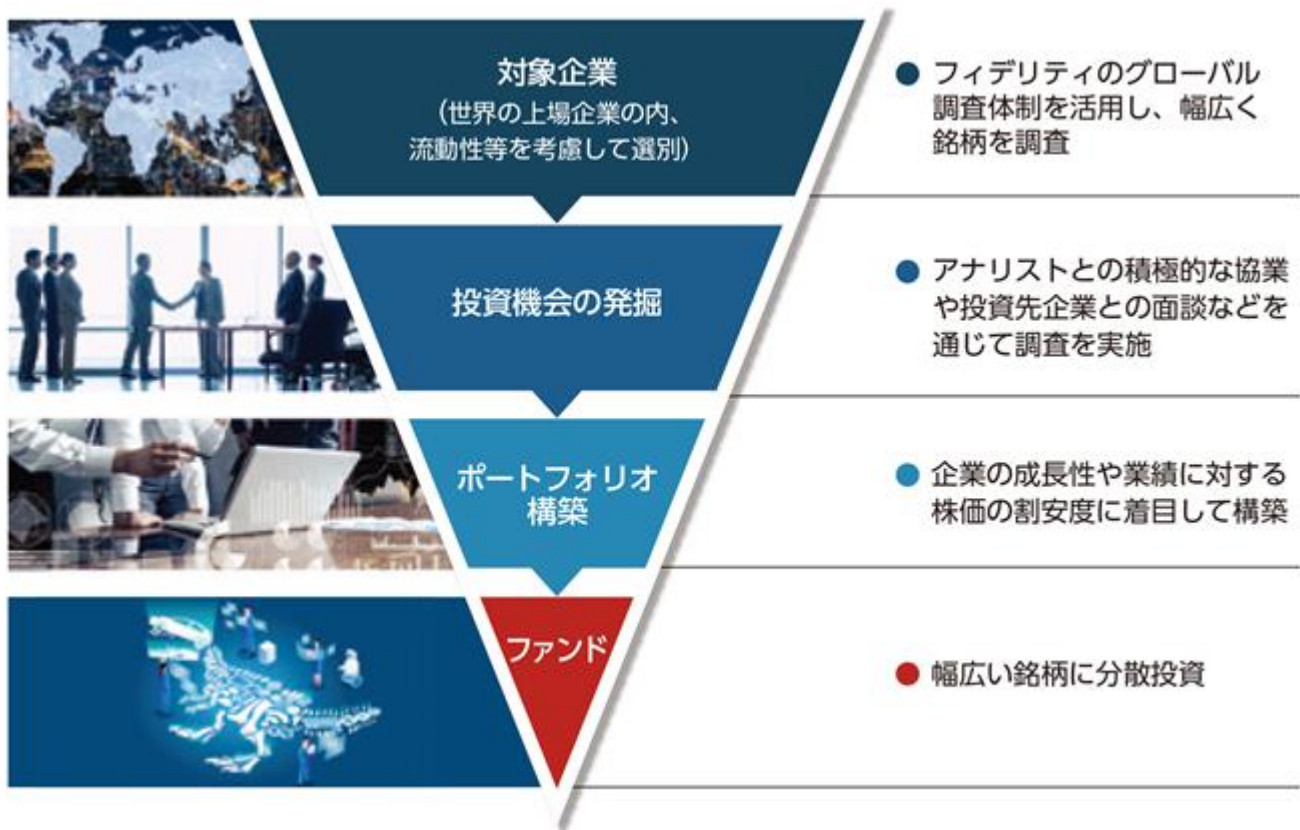 対象企業
（世界の上場企業の内、
流動性等を考慮して選別）
● フィデリティのグローバル
調査体制を活用し、幅広く
銘柄を調査
投資機会の発掘
● アナリストとの積極的な協業
や投資先企業との面談などを
通じて調査を実施
ポートフォリオ
構築
● 企業の成長性や業績に対する
株価の割安度に着目して構築
ファンド
● 幅広い銘柄に分散投資